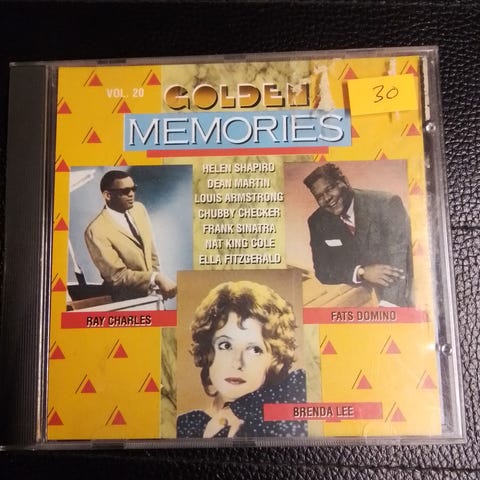 VOL. 20
GOLDEN
30
MEMORIES
HELEN SHAPIRO
DEAN MARTIN
LOUIS ARMSTRONG
CHUBBY CHECKER
FRANK SINATRA
NAT KING COLE
ELLA FITZGERALD
RAY CHARLES
FATS DOMINO
BRENDA LEE